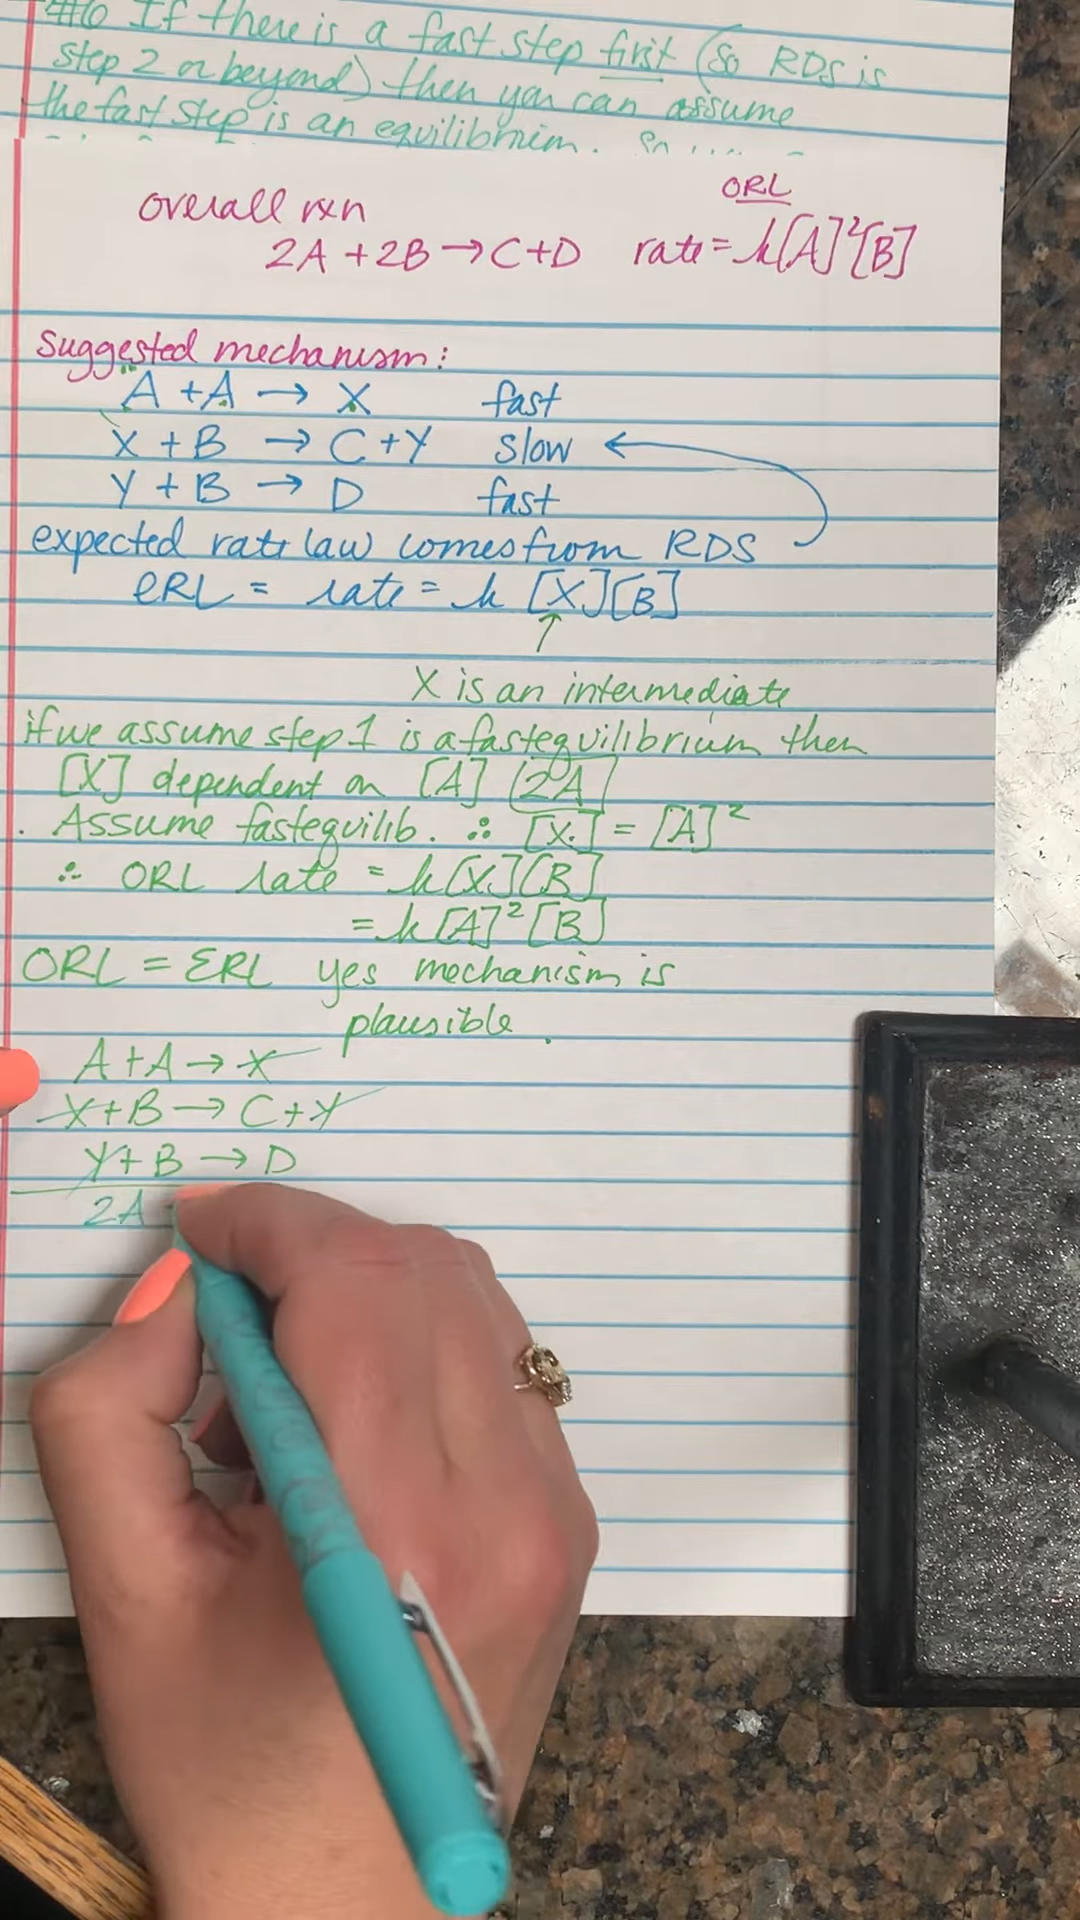 #6 If there is a fast step first (so RDS is
step 2 or beyond) then you can assume
the fast step is an equilibrium.
ORL
overall rxn
2A + 2B → C + D rate = k[A]²[B]
suggested mechanism:
A + A → X fast
X + B → C + Y slow
Y + B → D fast
expected rate law comes from RDS
ERL = rate = k [X][B]
↑
X is an intermediate
if we assume step 1 is a fast equilibrium then
[X] dependent on [A] (2A)
Assume fast equilib. ∴ [X] = [A]²
∴ ORL rate = k[X][B]
= k[A]²[B]
ORL = ERL yes mechanism is
plausible.
A + A → X
X + B → C + Y
Y + B → D
2A